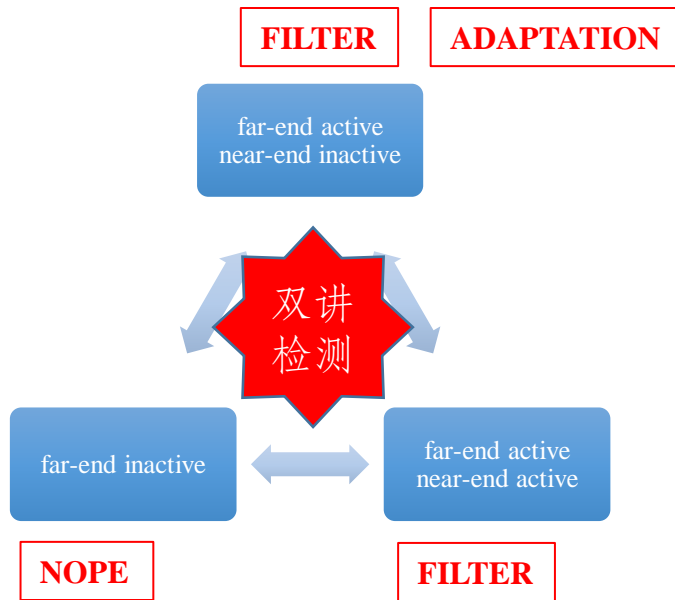 FILTER
ADAPTATION
far-end active
near-end inactive
双讲
检测
far-end inactive
far-end active
near-end active
NOPE
FILTER